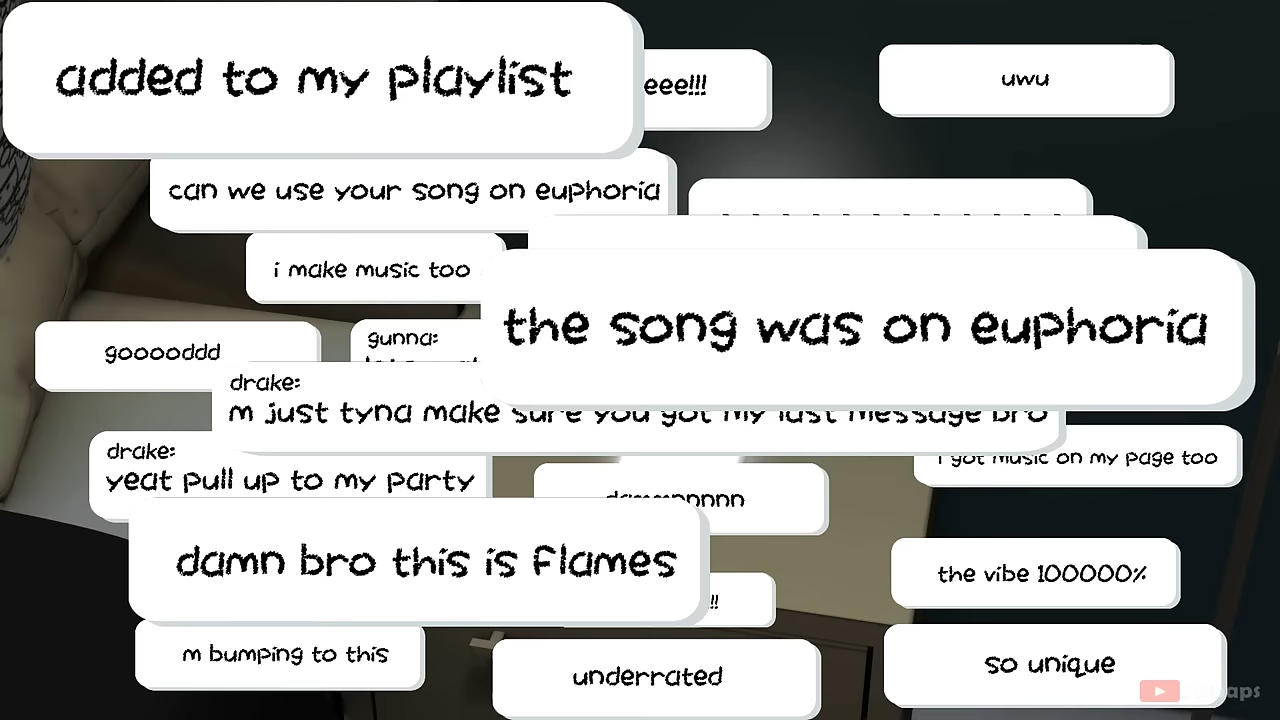 added to my playlist
uwu
can we use your song on euphoria
i make music too
the song was on euphoria
gooooddd
gunna:
drake:
m just tyna make sure you got my last message bro
drake:
yeat pull up to my party
i got music on my page too
damn bro this is flames
the vibe 100000%
m bumping to this
underrated
so unique